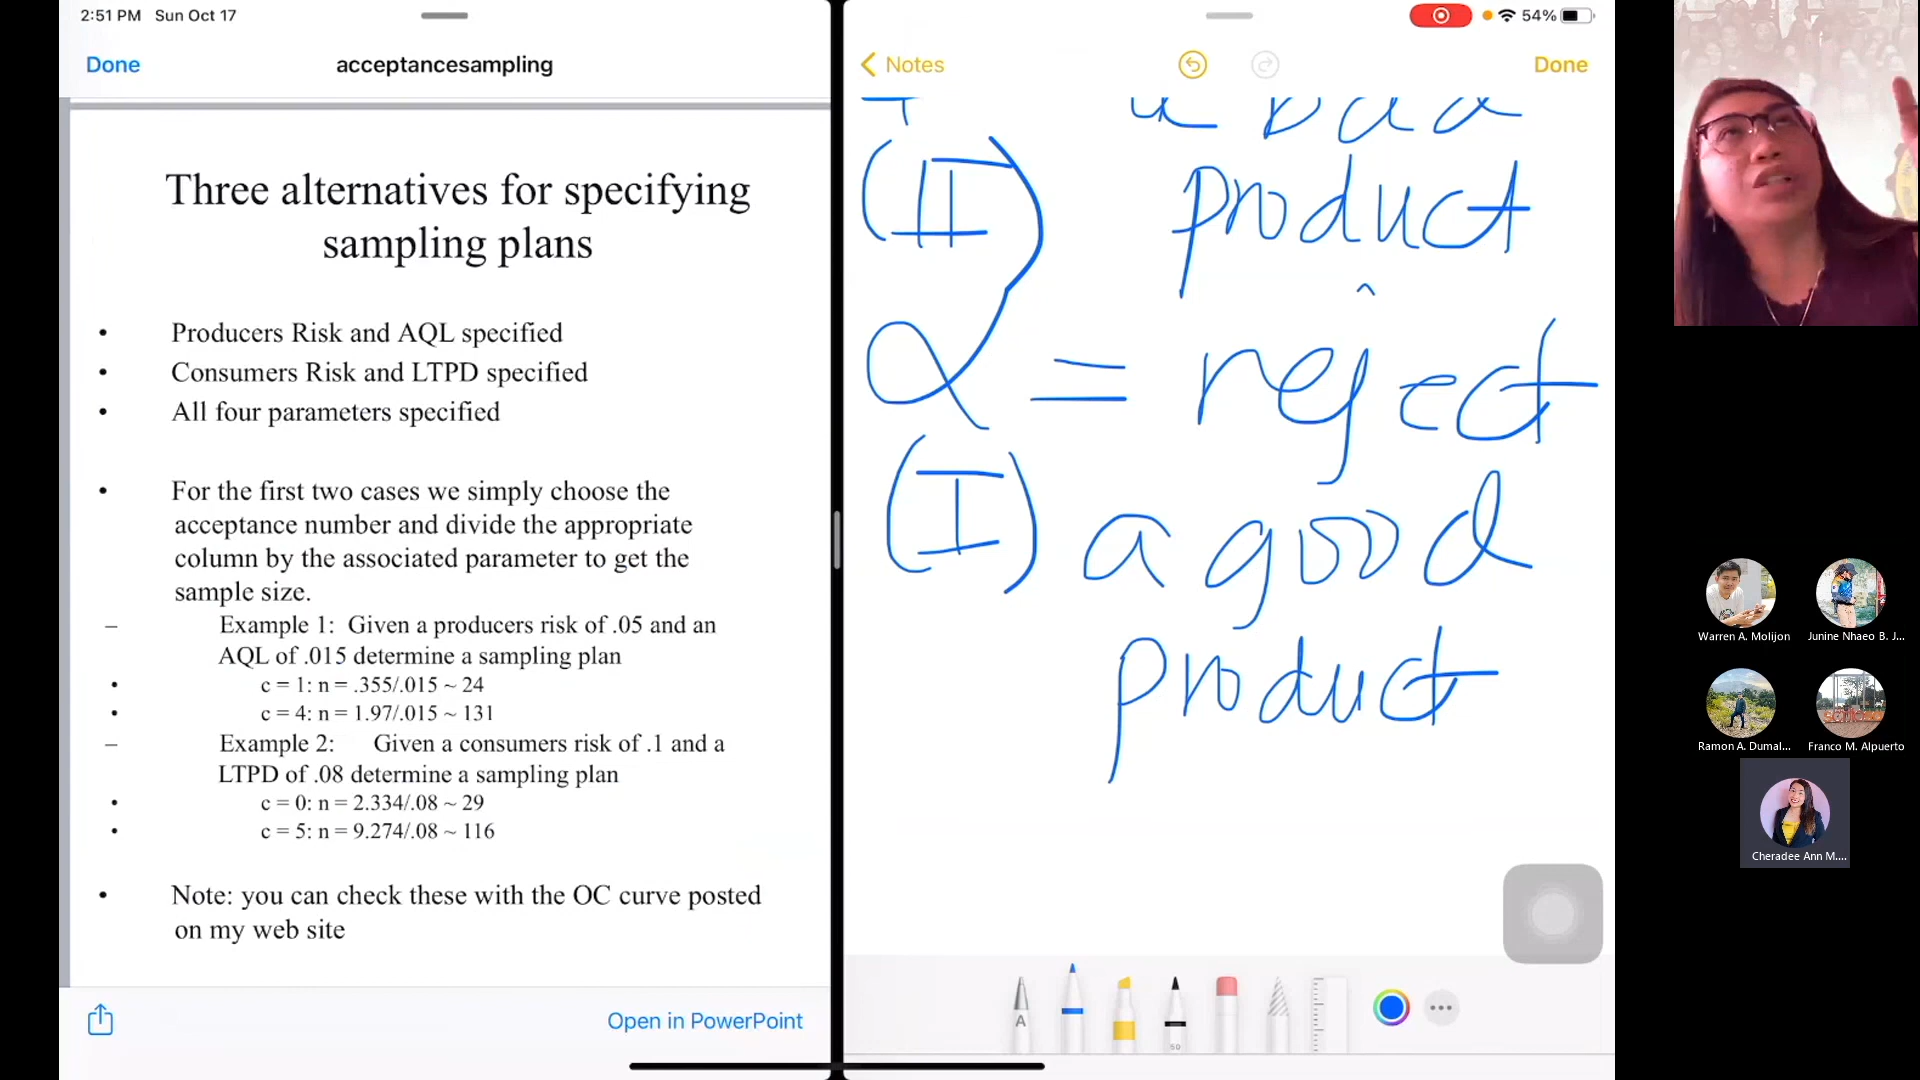 2:51 PM Sun Oct 17
Done
acceptancesampling
Three alternatives for specifying
sampling plans
• Producers Risk and AQL specified
• Consumers Risk and LTPD specified
• All four parameters specified
• For the first two cases we simply choose the
acceptance number and divide the appropriate
column by the associated parameter to get the
sample size.
– Example 1: Given a producers risk of .05 and an
AQL of .015 determine a sampling plan
• c = 1: n = .355/.015 ~ 24
• c = 4: n = 1.97/.015 ~ 131
– Example 2: Given a consumers risk of .1 and a
LTPD of .08 determine a sampling plan
• c = 0: n = 2.334/.08 ~ 29
• c = 5: n = 9.274/.08 ~ 116
• Note: you can check these with the OC curve posted
on my web site
Open in PowerPoint
54%
Notes
Done
a bad
(II) product
α = reject
(I) a good
product
A
50
Warren A. Molijon
Junine Nhaeo B. J...
Ramon A. Dumal...
Franco M. Alpuerto
Cheradee Ann M....